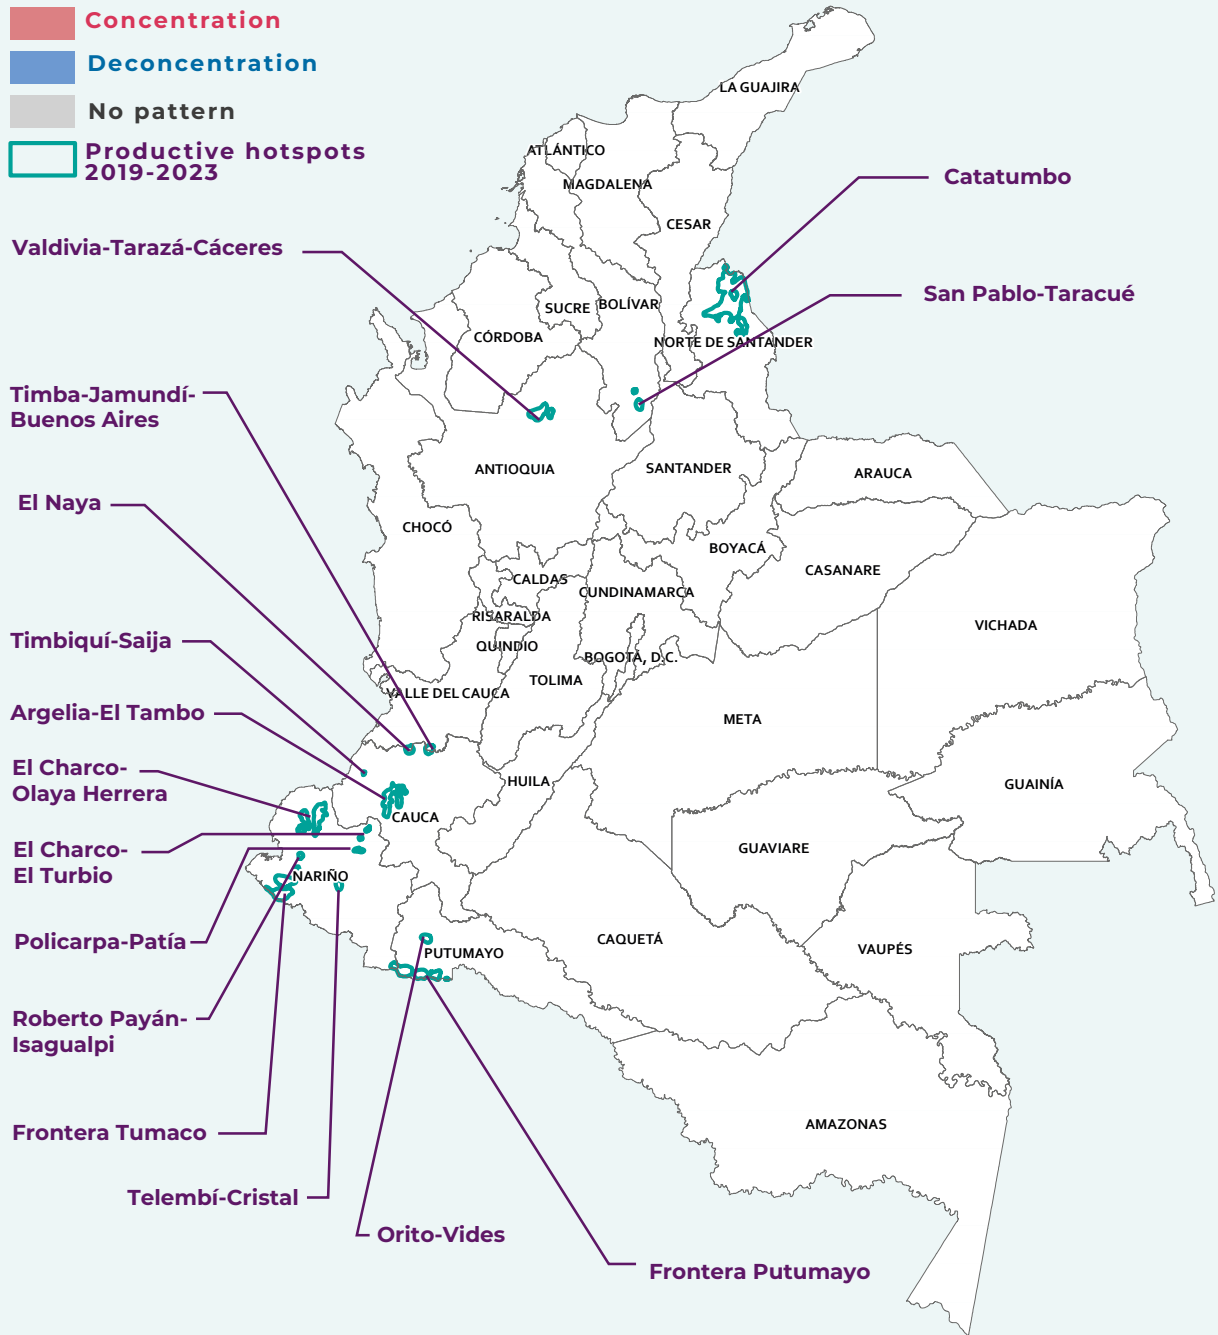 Concentration
Deconcentration
No pattern
Productive hotspots
2019-2023
LA GUAJIRA
ATLÁNTICO
MAGDALENA
CESAR
Catatumbo
Valdivia-Tarazá-Cáceres
San Pablo-Taracué
SUCRE
BOLÍVAR
CÓRDOBA
NORTE DE SANTANDER
Timba-Jamundí-
Buenos Aires
ANTIOQUIA
SANTANDER
ARAUCA
El Naya
CHOCÓ
BOYACÁ
CASANARE
CALDAS
CUNDINAMARCA
RISARALDA
VICHADA
Timbiquí-Saija
QUINDIO
BOGOTÁ, D.C.
TOLIMA
VALLE DEL CAUCA
Argelia-El Tambo
META
El Charco-
Olaya Herrera
HUILA
GUAINÍA
CAUCA
El Charco-
El Turbio
GUAVIARE
NARIÑO
Policarpa-Patía
CAQUETÁ
VAUPÉS
PUTUMAYO
Roberto Payán-
Isagualpi
Frontera Tumaco
AMAZONAS
Telembí-Cristal
Orito-Vides
Frontera Putumayo